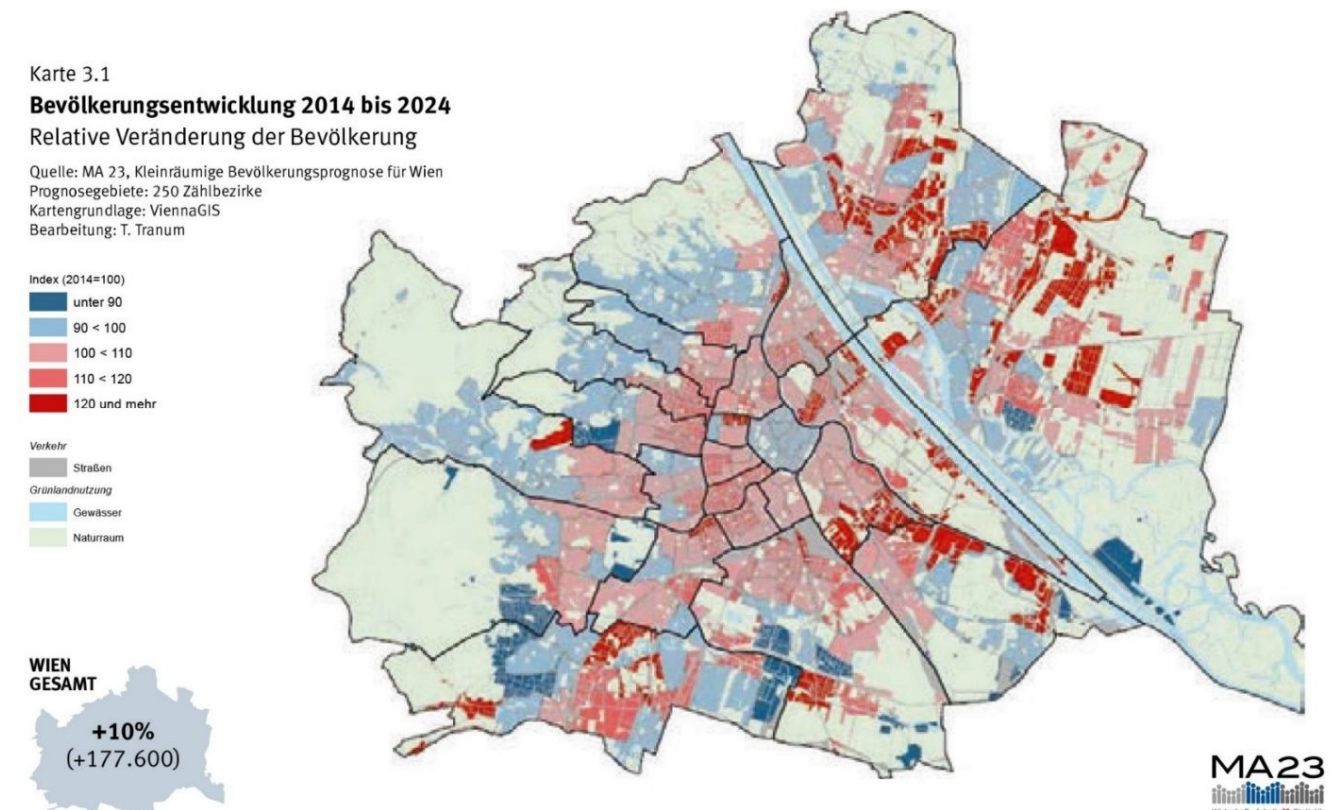 Karte 3.1
Bevölkerungsentwicklung 2014 bis 2024
Relative Veränderung der Bevölkerung
Quelle: MA 23, Kleinräumige Bevölkerungsprognose für Wien
Prognosegebiete: 250 Zählbezirke
Kartengrundlage: ViennaGIS
Bearbeitung: T. Tranum
Index (2014=100)
unter 90
90 < 100
100 < 110
110 < 120
120 und mehr
Verkehr
Straßen
Grünlandnutzung
Gewässer
Naturraum
WIEN
GESAMT
+10%
(+177.600)
MA23